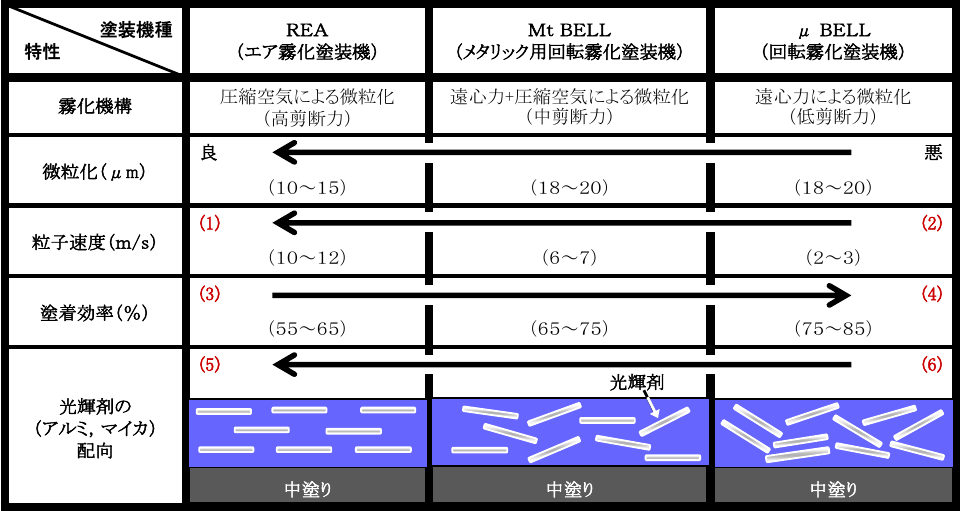 塗装機種
特性
REA
(エア霧化塗装機)
Mt BELL
(メタリック用回転霧化塗装機)
μ BELL
(回転霧化塗装機)
霧化機構
圧縮空気による微粒化
(高剪断力)
遠心力+圧縮空気による微粒化
(中剪断力)
遠心力による微粒化
(低剪断力)
微粒化(μm)
良
悪
(10～15)
(18～20)
(18～20)
粒子速度(m/s)
(1)
(2)
(10～12)
(6～7)
(2～3)
塗着効率(%)
(3)
(4)
(55～65)
(65～75)
(75～85)
光輝剤の
(アルミ, マイカ)
配向
(5)
(6)
光輝剤
中塗り
中塗り
中塗り